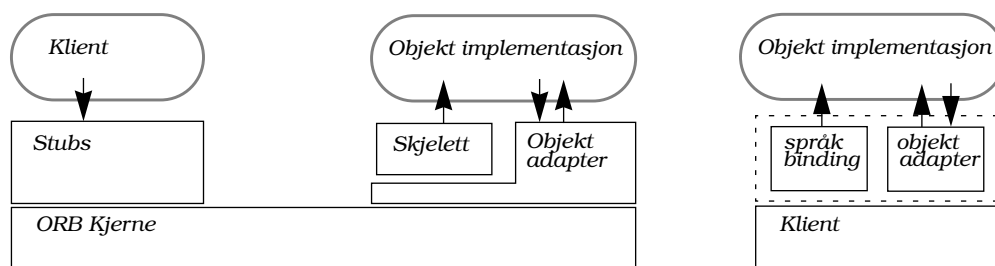 Klient
Objekt implementasjon
Objekt implementasjon
Stubs
Skjelett
Objekt
adapter
språk
binding
objekt
adapter
ORB Kjerne
Klient